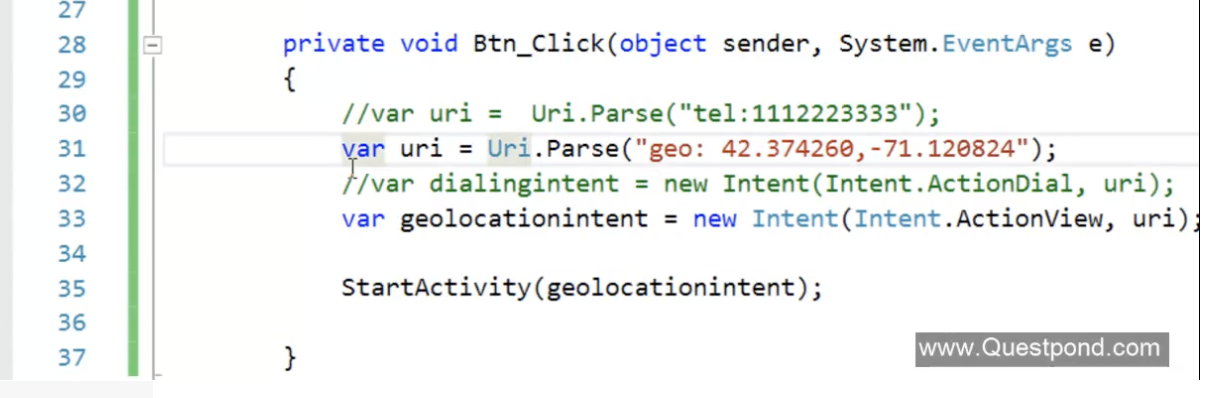 27
28 private void Btn_Click(object sender, System.EventArgs e)
29 {
30 //var uri =  Uri.Parse("tel:1112223333");
31 var uri = Uri.Parse("geo: 42.374260,-71.120824");
32 //var dialingintent = new Intent(Intent.ActionDial, uri);
33 var geolocationintent = new Intent(Intent.ActionView, uri);
34
35 StartActivity(geolocationintent);
36
www.Questpond.com
37 }